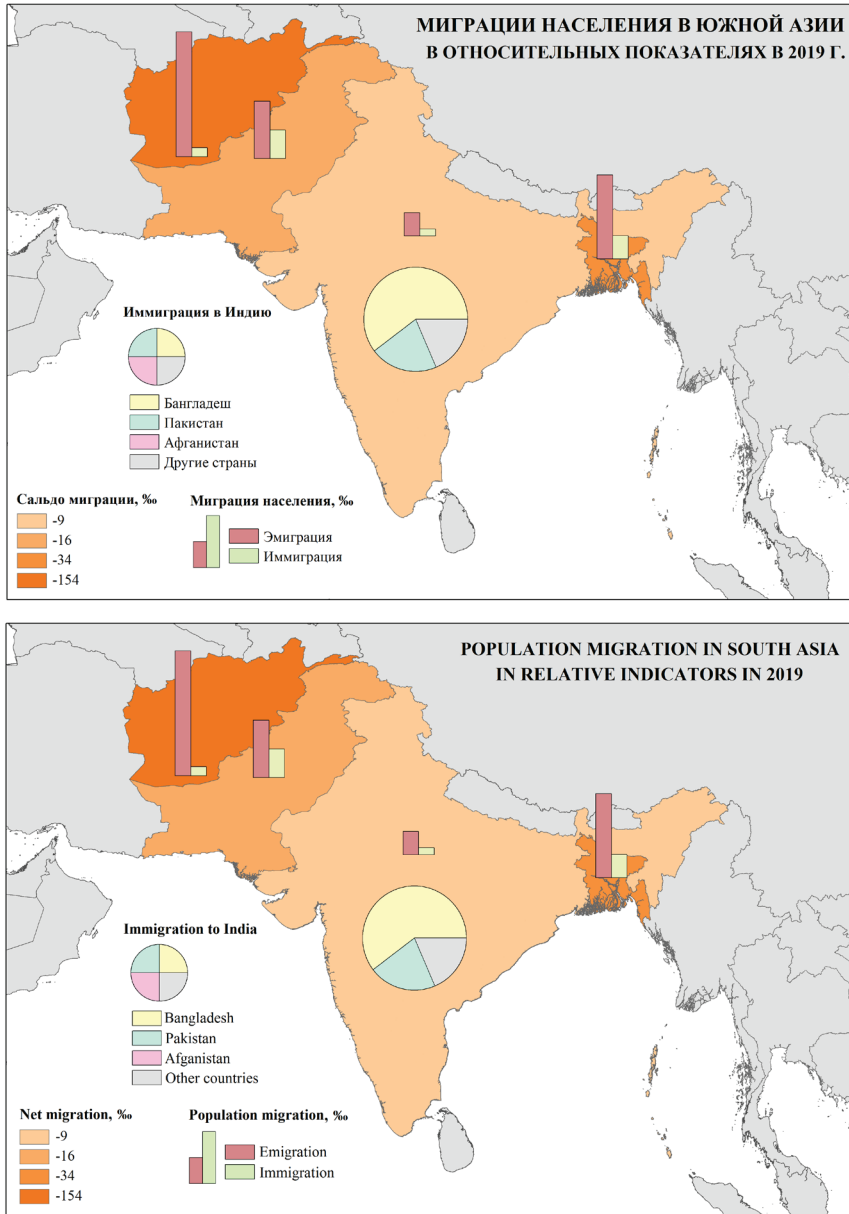 МИГРАЦИИ НАСЕЛЕНИЯ В ЮЖНОЙ АЗИИ
В ОТНОСИТЕЛЬНЫХ ПОКАЗАТЕЛЯХ В 2019 Г.
Иммиграция в Индию
Бангладеш
Пакистан
Афганистан
Другие страны
Сальдо миграции, ‰
-9
-16
-34
-154
Миграция населения, ‰
Эмиграция
Иммиграция
POPULATION MIGRATION IN SOUTH ASIA
IN RELATIVE INDICATORS IN 2019
Immigration to India
Bangladesh
Pakistan
Afganistan
Other countries
Net migration, ‰
-9
-16
-34
-154
Population migration, ‰
Emigration
Immigration